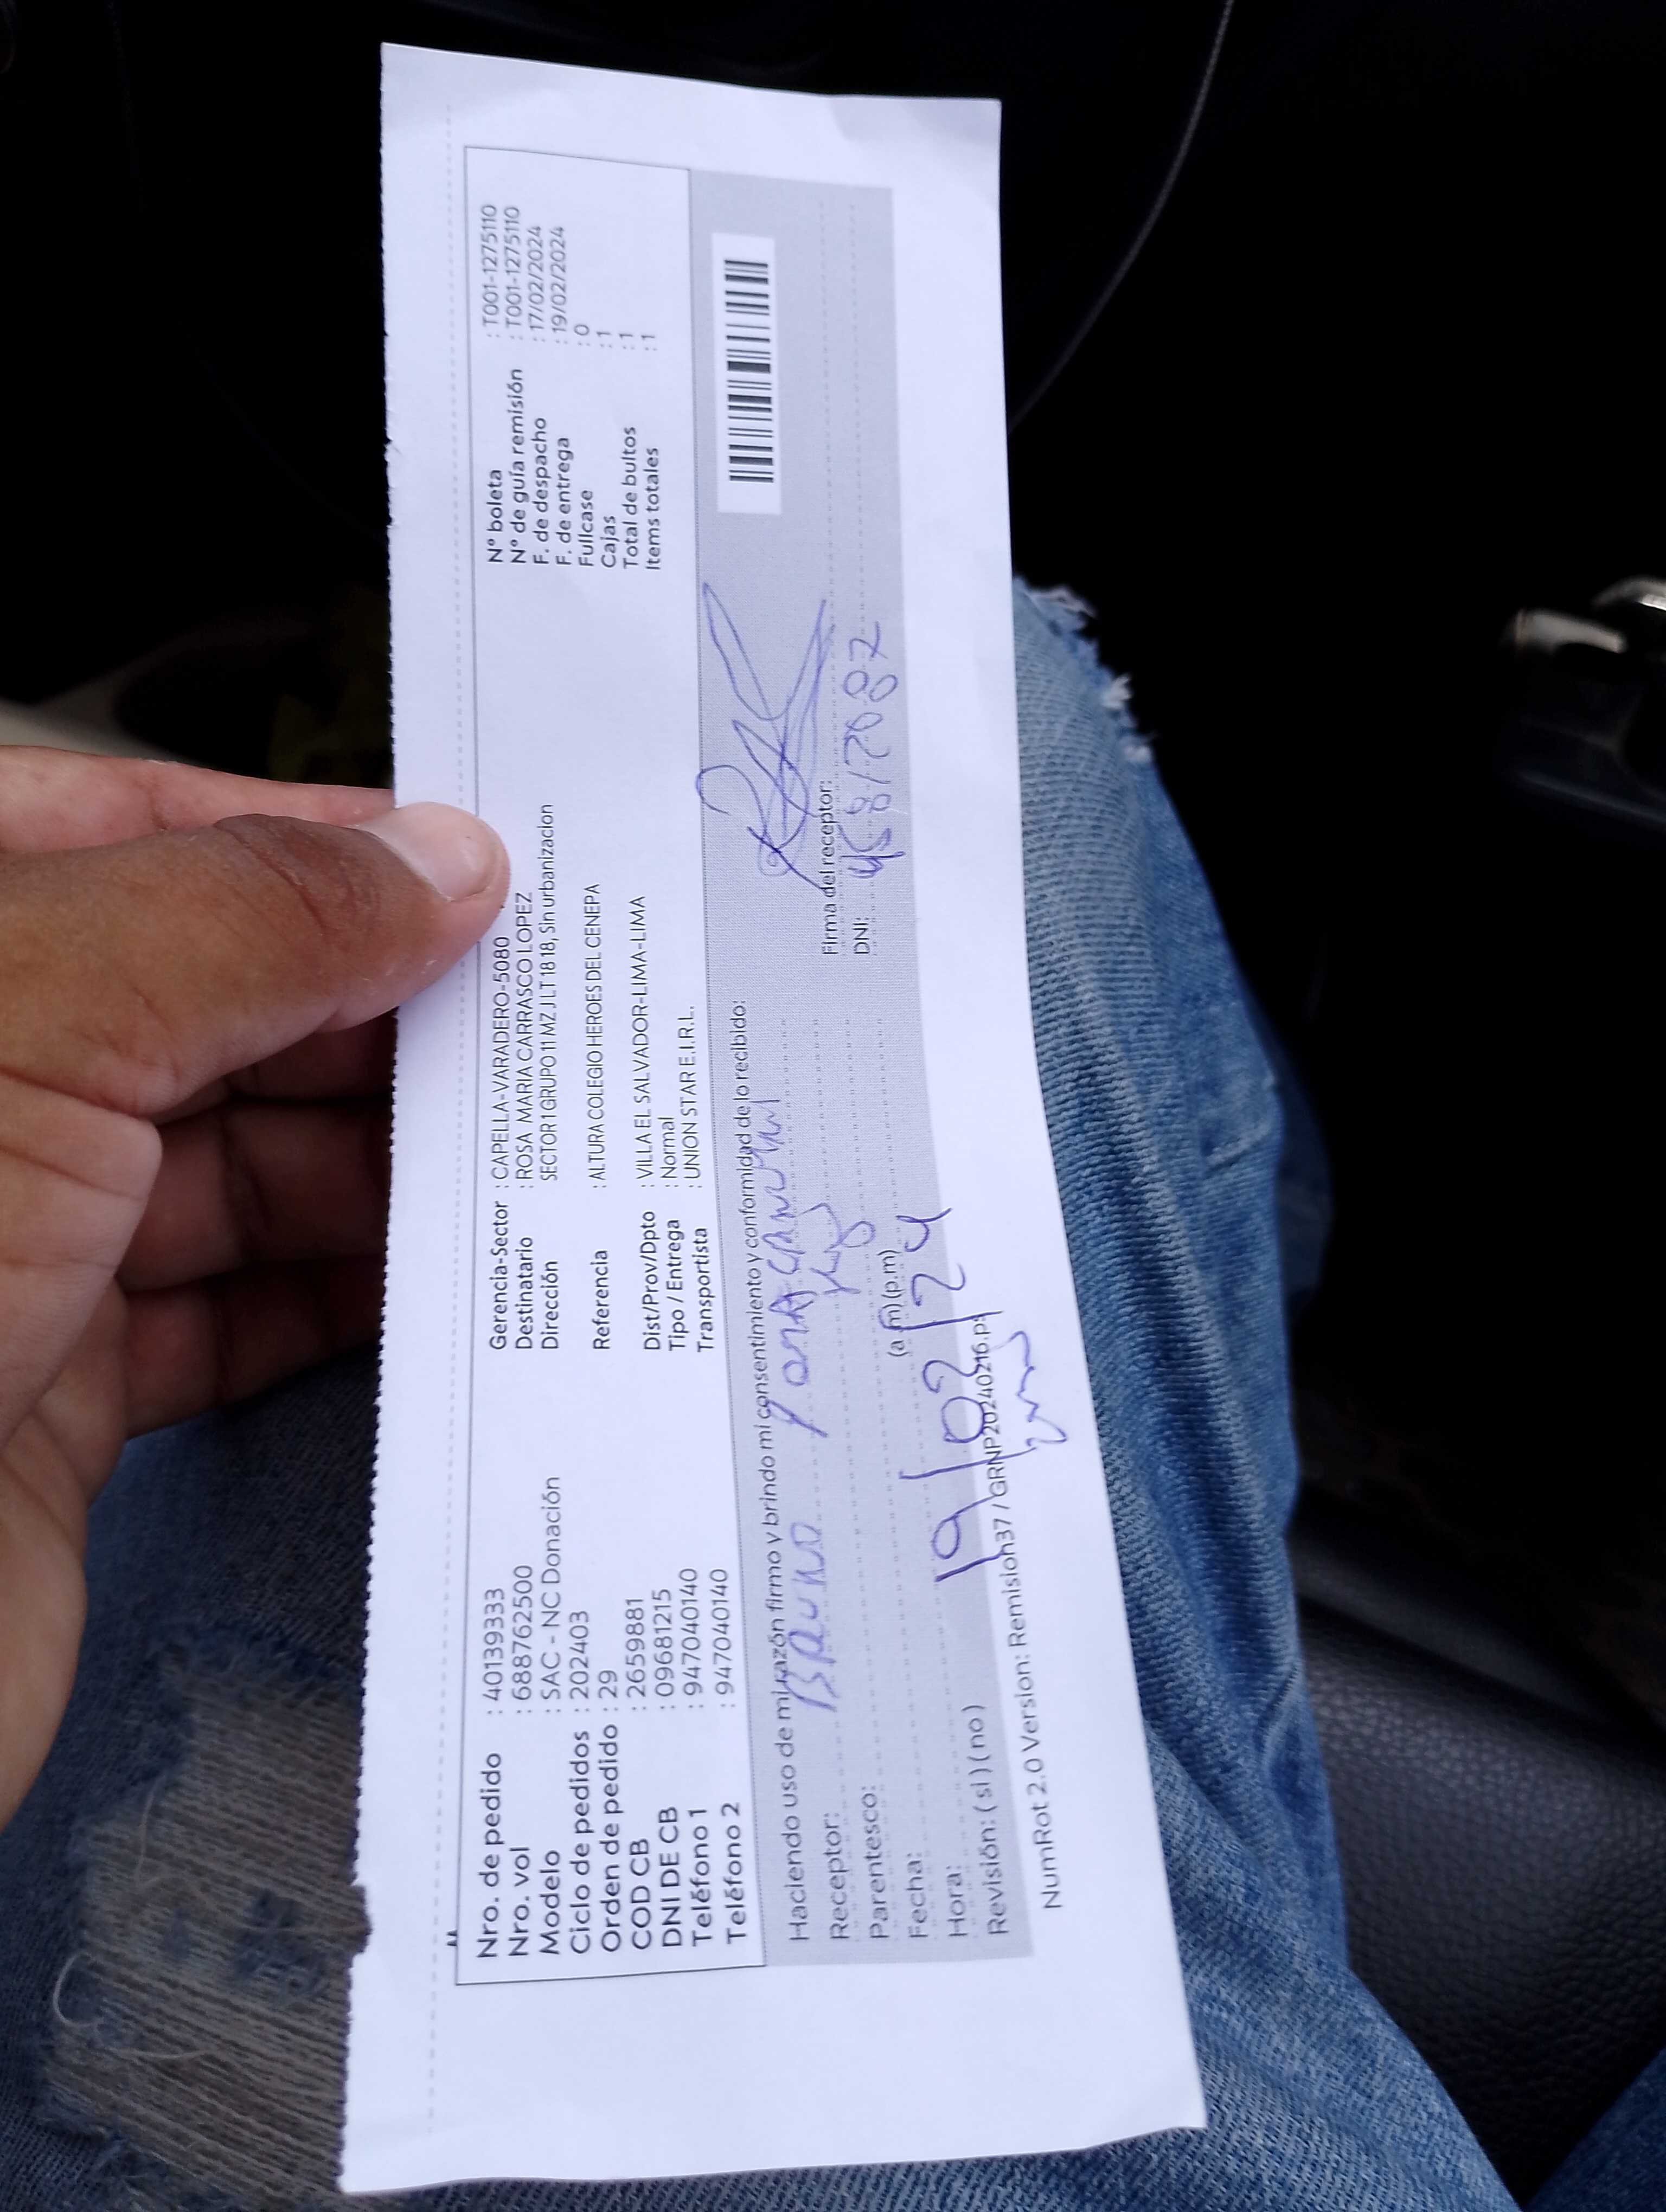 Nro. de pedido : 40139333
Nro. vol : 688762500
Modelo : SAC - NC Donación
Ciclo de pedidos : 202403
Orden de pedido : 29
COD CB : 2659881
DNI DE CB : 09681215
Teléfono 1 : 947040140
Teléfono 2 : 947040140
Gerencia-Sector : CAPELLA-VARADERO-5080
Destinatario : ROSA MARIA CARRASCO LOPEZ
Dirección SECTOR 1 GRUPO 11 MZ J LT 18 18, Sin urbanizacion
Referencia : ALTURA COLEGIO HEROES DEL CENEPA
Dist/Prov/Dpto : VILLA EL SALVADOR-LIMA-LIMA
Tipo / Entrega : Normal
Transportista : UNION STAR E.I.R.L.
N° boleta : T001-1275110
N° de guía remisión : T001-1275110
F. de despacho : 17/02/2024
F. de entrega : 19/02/2024
Fullcase : 0
Cajas : 1
Total de bultos : 1
Items totales : 1
Haciendo uso de mi razón firmo y brindo mi consentimiento y conformidad de lo recibido:
Receptor: BRUNO
Parentesco:
Fecha: 19/02/24
Hora: (a m) (p.m)
Revisión: ( si ) ( no )
Firma del receptor:
DNI: 45817087
NumRot 2.0 Version: Remision37 / GRNP20240216.p